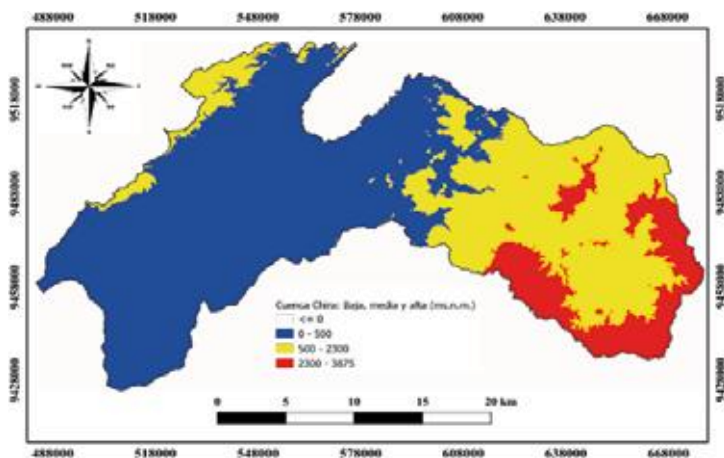 488000 518000 548000 578000 608000 638000 668000
9518000 9518000
9488000 9488000
9458000 9458000
9428000 9428000
Cuenca Chira: Baja, media y alta (ms.n.m.)
<= 0
0 - 500
500 - 2300
2300 - 3675
0 5 10 15 20 km
488000 518000 548000 578000 608000 638000 668000